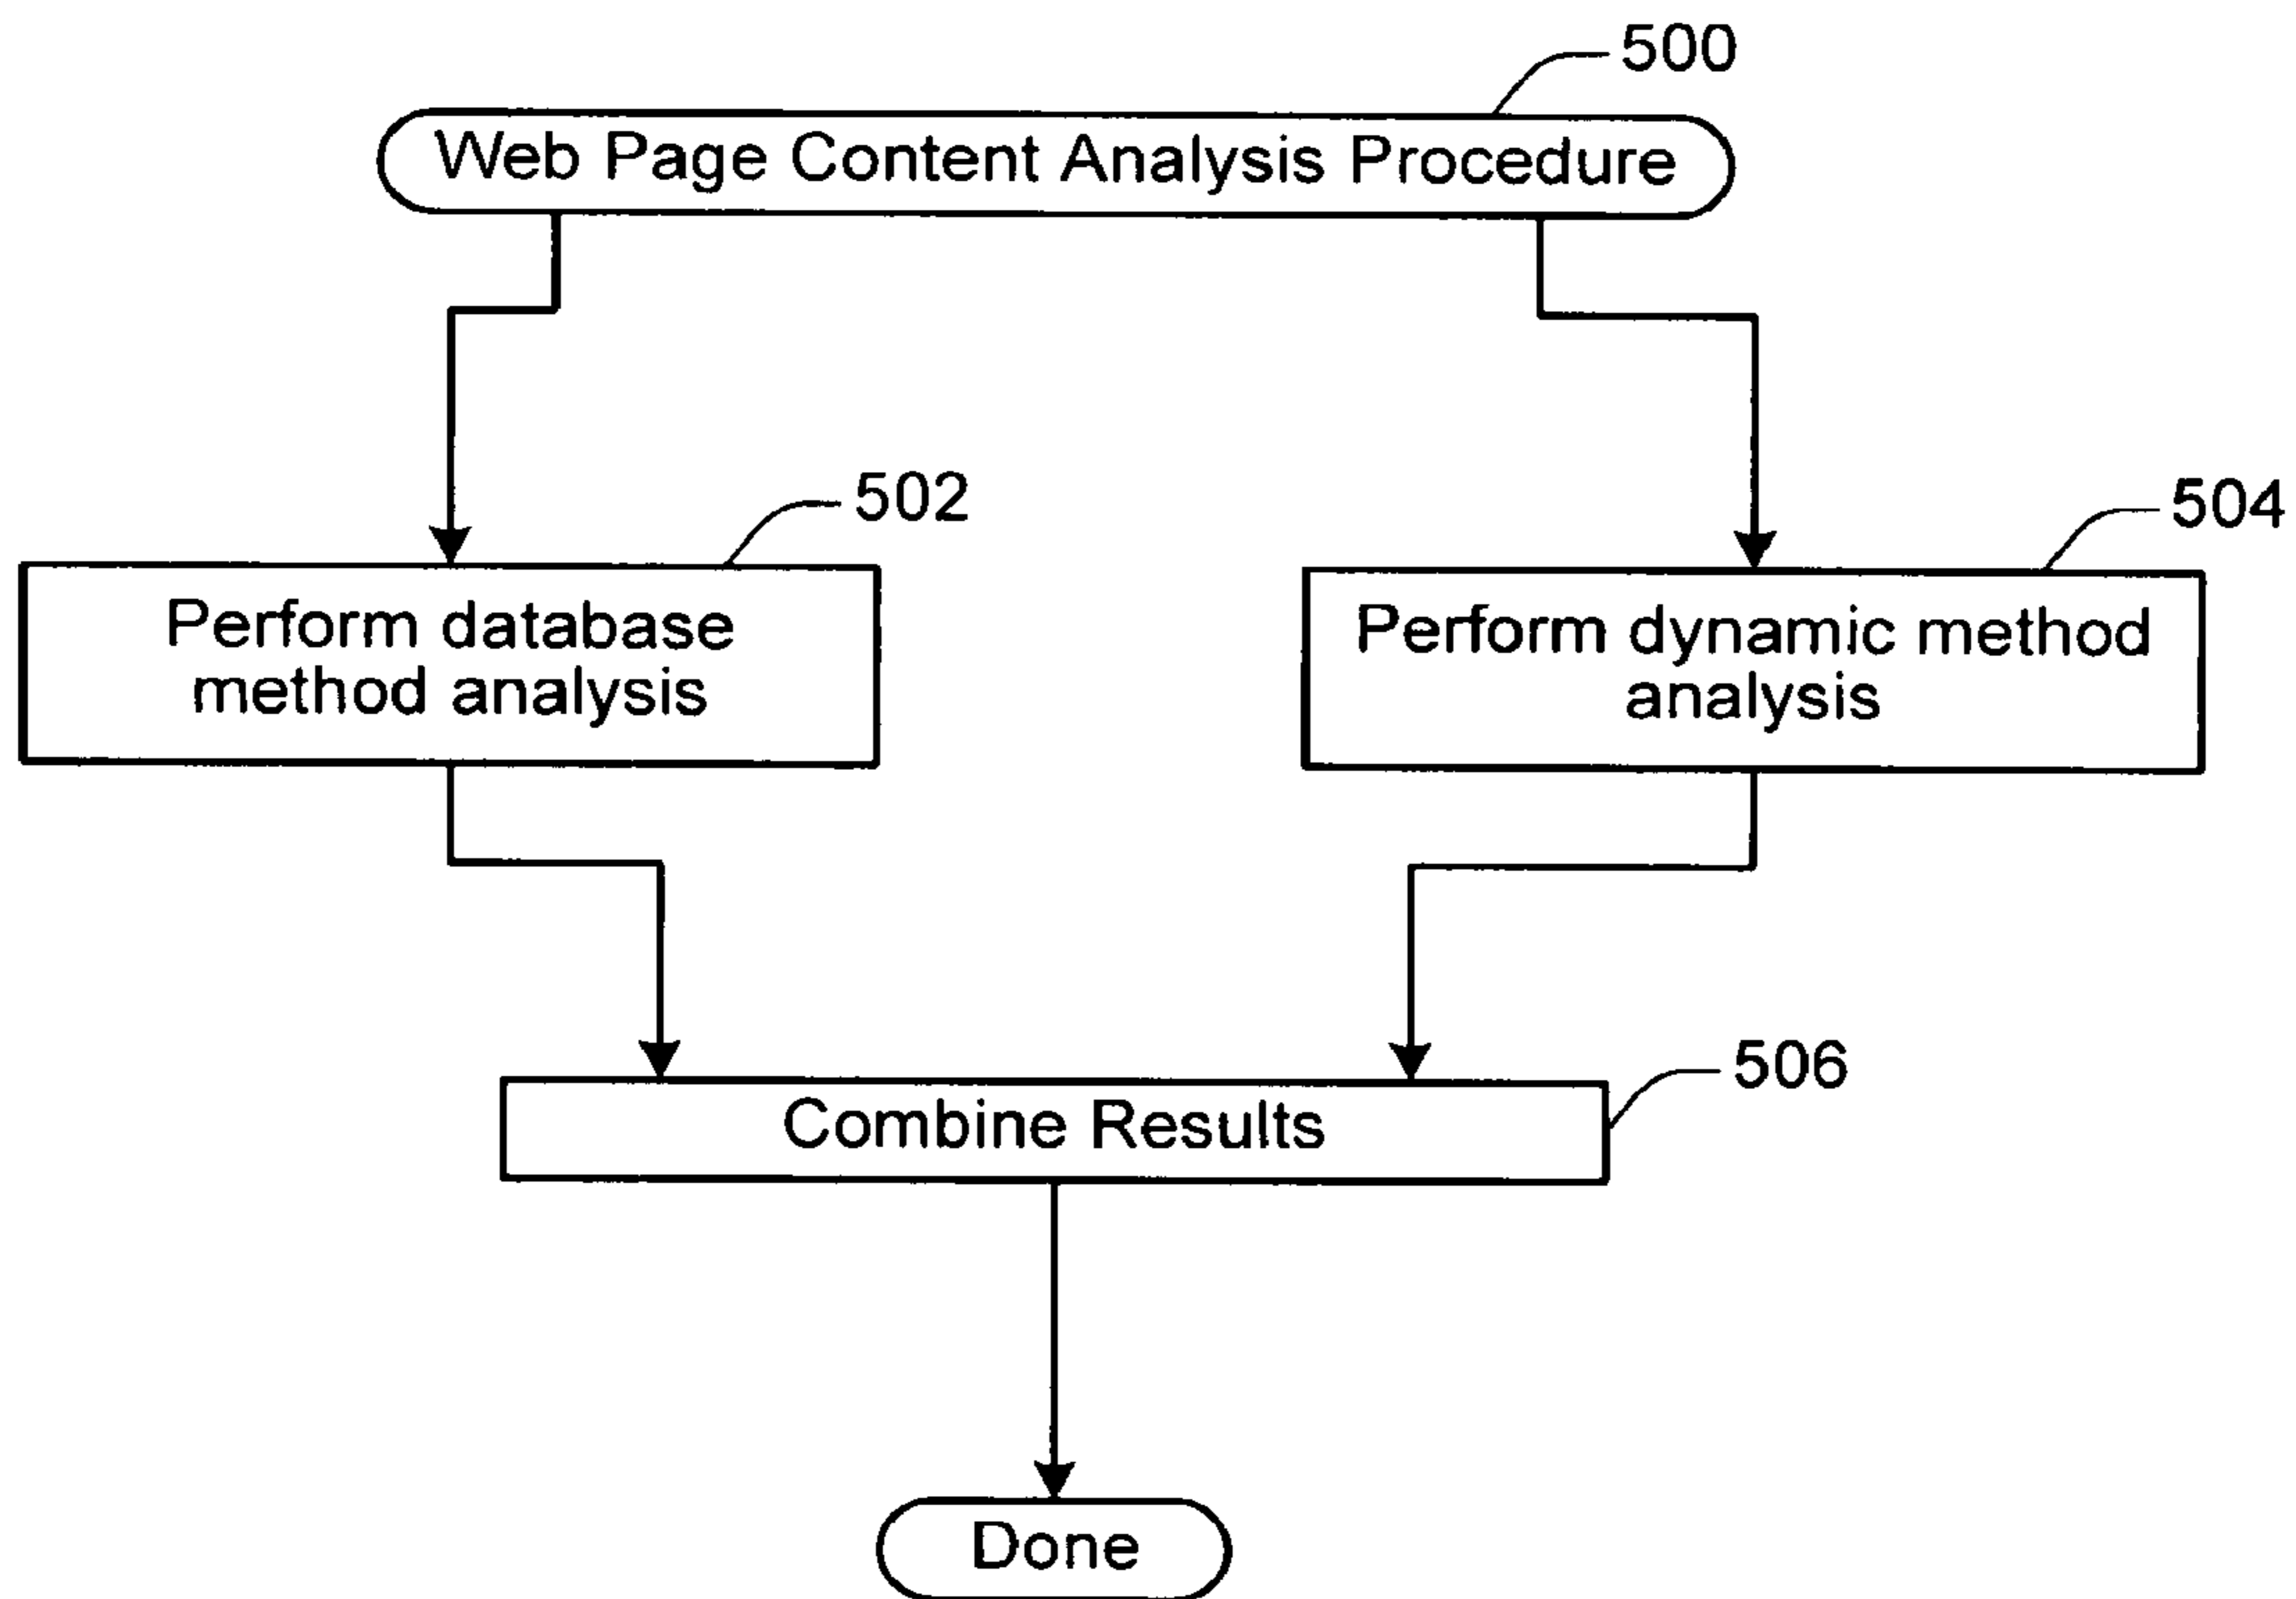 500
Web Page Content Analysis Procedure
502
504
Perform database
method analysis
Perform dynamic method
analysis
506
Combine Results
Done